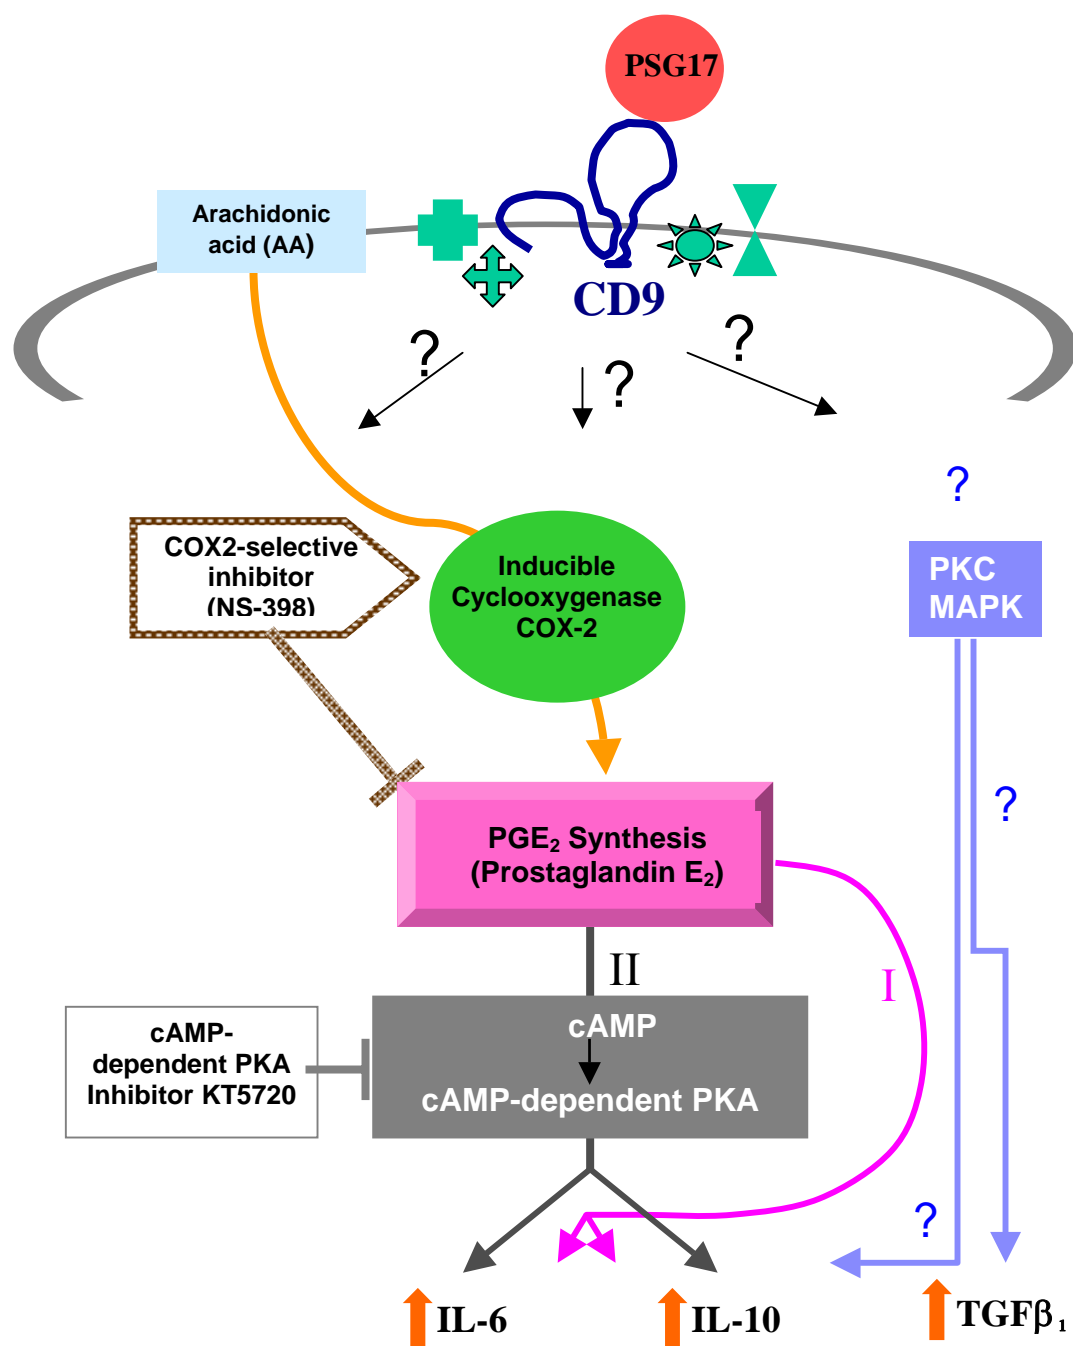 PSG17
Arachidonic
acid (AA)
CD9
?
?
?
?
COX2-selective
inhibitor
(NS-398)
Inducible
Cyclooxygenase
COX-2
PKC
MAPK
?
PGE₂ Synthesis
(Prostaglandin E₂)
II
I
cAMP-
dependent PKA
Inhibitor KT5720
cAMP
cAMP-dependent PKA
?
IL-6
IL-10
TGFβ₁